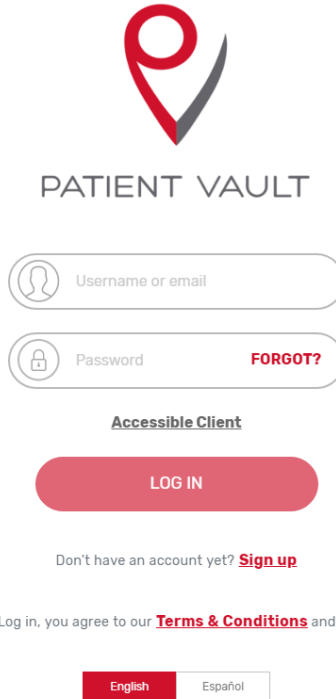 PATIENT VAULT
Username or email
Password FORGOT?
Accessible Client
LOG IN
Don't have an account yet? Sign up
Log in, you agree to our Terms & Conditions and
English Español